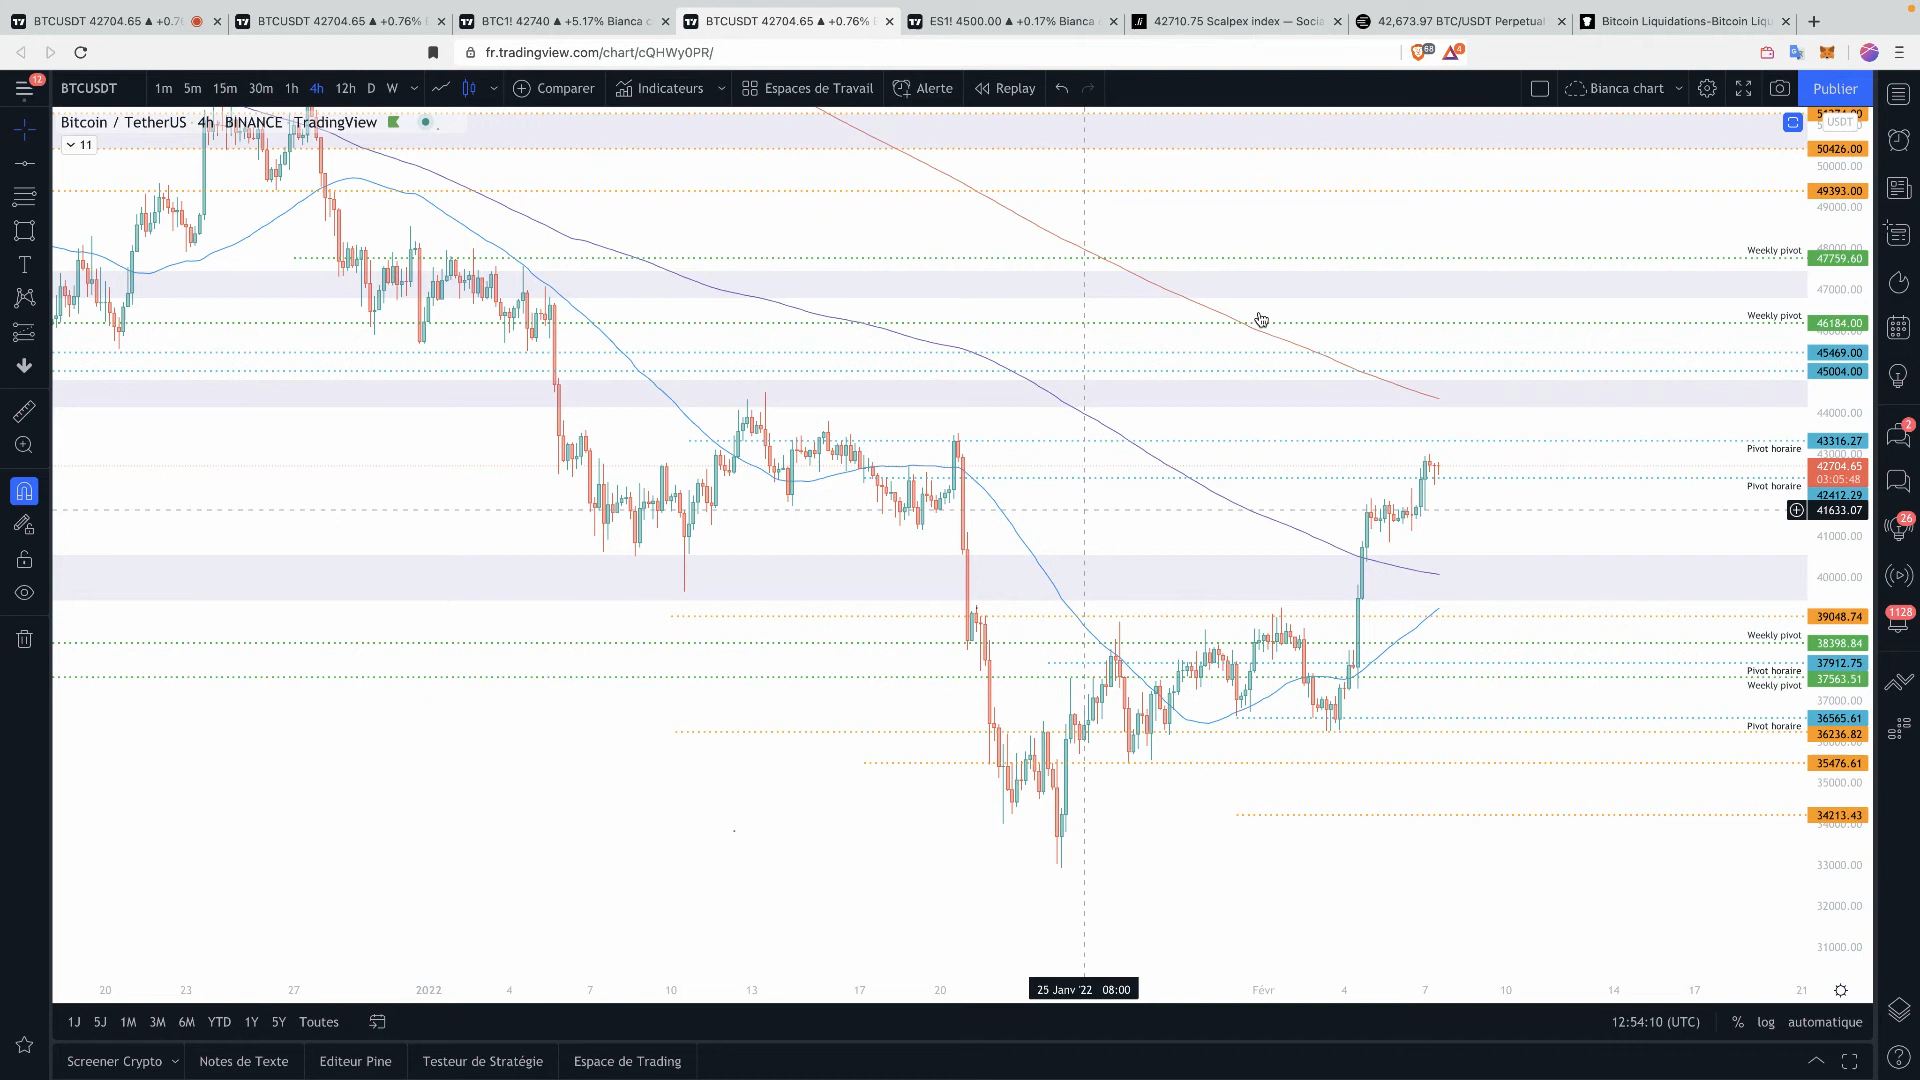 BTCUSDT 42704.65 ▲ +0.7
BTCUSDT 42704.65 ▲ +0.76% B
BTC1! 42740 ▲ +5.17% Bianca c
BTCUSDT 42704.65 ▲ +0.76% B
ES1! 4500.00 ▲ +0.17% Bianca
42710.75 Scalpex index — Socia
42,673.97 BTC/USDT Perpetual
Bitcoin Liquidations-Bitcoin Liqu
fr.tradingview.com/chart/cQHWy0PR/
68
4
12
BTCUSDT
1m 5m 15m 30m 1h 4h 12h D W
Comparer
Indicateurs
Espaces de Travail
Alerte
Replay
Bianca chart
Publier
Bitcoin / TetherUS · 4h · BINANCE · TradingView
11
USDT
50426.00
50000.00
49393.00
49000.00
Weekly pivot
47759.60
47000.00
Weekly pivot
46184.00
45469.00
45004.00
44000.00
43316.27
Pivot horaire
43000.00
42704.65
03:05:48
Pivot horaire
42412.29
41633.07
41000.00
40000.00
39048.74
Weekly pivot
38398.84
37912.75
Pivot horaire
37563.51
Weekly pivot
37000.00
36565.61
Pivot horaire
36236.82
35476.61
35000.00
34213.43
33000.00
32000.00
31000.00
2
26
1128
20 23 27 2022 4 7 10 13 17 20 25 Janv '22 08:00 Févr 4 7 10 14 17 21
1J 5J 1M 3M 6M YTD 1Y 5Y Toutes
12:54:10 (UTC) % log automatique
Screener Crypto
Notes de Texte
Editeur Pine
Testeur de Stratégie
Espace de Trading